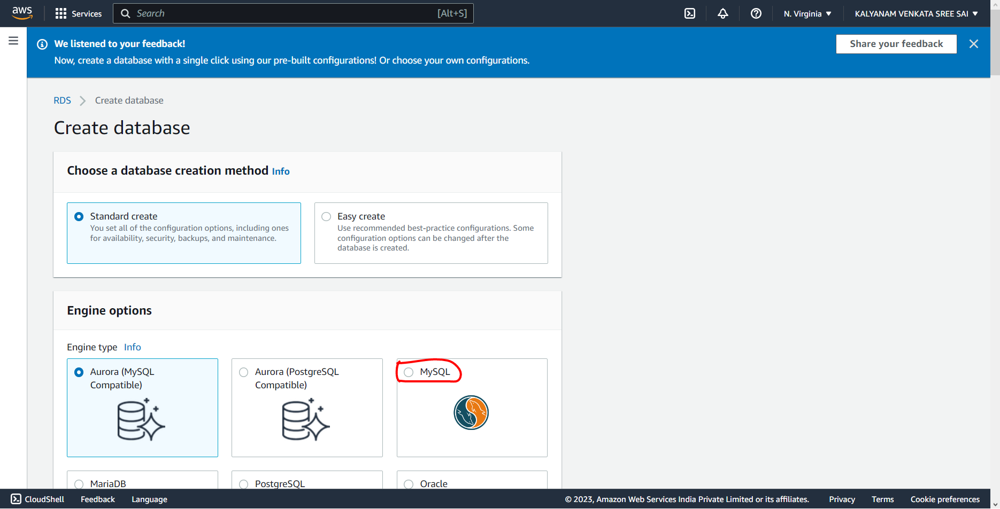 aws Services Search [Alt+S] N. Virginia KALYANAM VENKATA SREE SAI
We listened to your feedback! Share your feedback
Now, create a database with a single click using our pre-built configurations! Or choose your own configurations.
RDS Create database
Create database
Choose a database creation method Info
Standard create
You set all of the configuration options, including ones
for availability, security, backups, and maintenance.
Easy create
Use recommended best-practice configurations. Some
configuration options can be changed after the
database is created.
Engine options
Engine type Info
Aurora (MySQL
Compatible)
Aurora (PostgreSQL
Compatible)
MySQL
MariaDB
PostgreSQL
Oracle
CloudShell Feedback Language © 2023, Amazon Web Services India Private Limited or its affiliates. Privacy Terms Cookie preferences